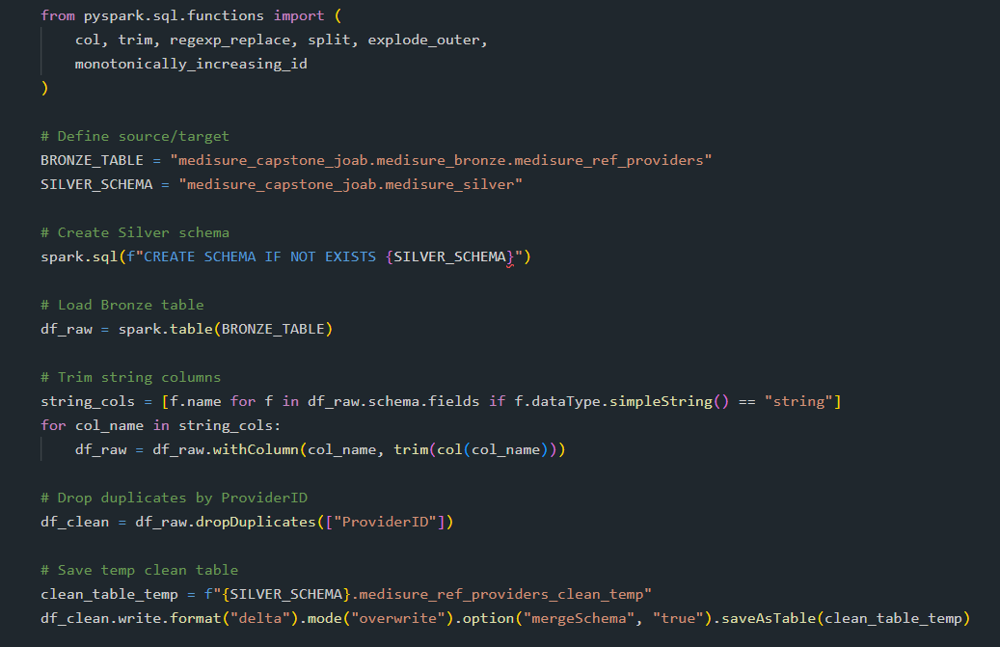 from pyspark.sql.functions import (
    col, trim, regexp_replace, split, explode_outer,
    monotonically_increasing_id
)
# Define source/target
BRONZE_TABLE = "medisure_capstone_joab.medisure_bronze.medisure_ref_providers"
SILVER_SCHEMA = "medisure_capstone_joab.medisure_silver"
# Create Silver schema
spark.sql(f"CREATE SCHEMA IF NOT EXISTS {SILVER_SCHEMA}")
# Load Bronze table
df_raw = spark.table(BRONZE_TABLE)
# Trim string columns
string_cols = [f.name for f in df_raw.schema.fields if f.dataType.simpleString() == "string"]
for col_name in string_cols:
    df_raw = df_raw.withColumn(col_name, trim(col(col_name)))
# Drop duplicates by ProviderID
df_clean = df_raw.dropDuplicates(["ProviderID"])
# Save temp clean table
clean_table_temp = f"{SILVER_SCHEMA}.medisure_ref_providers_clean_temp"
df_clean.write.format("delta").mode("overwrite").option("mergeSchema", "true").saveAsTable(clean_table_temp)